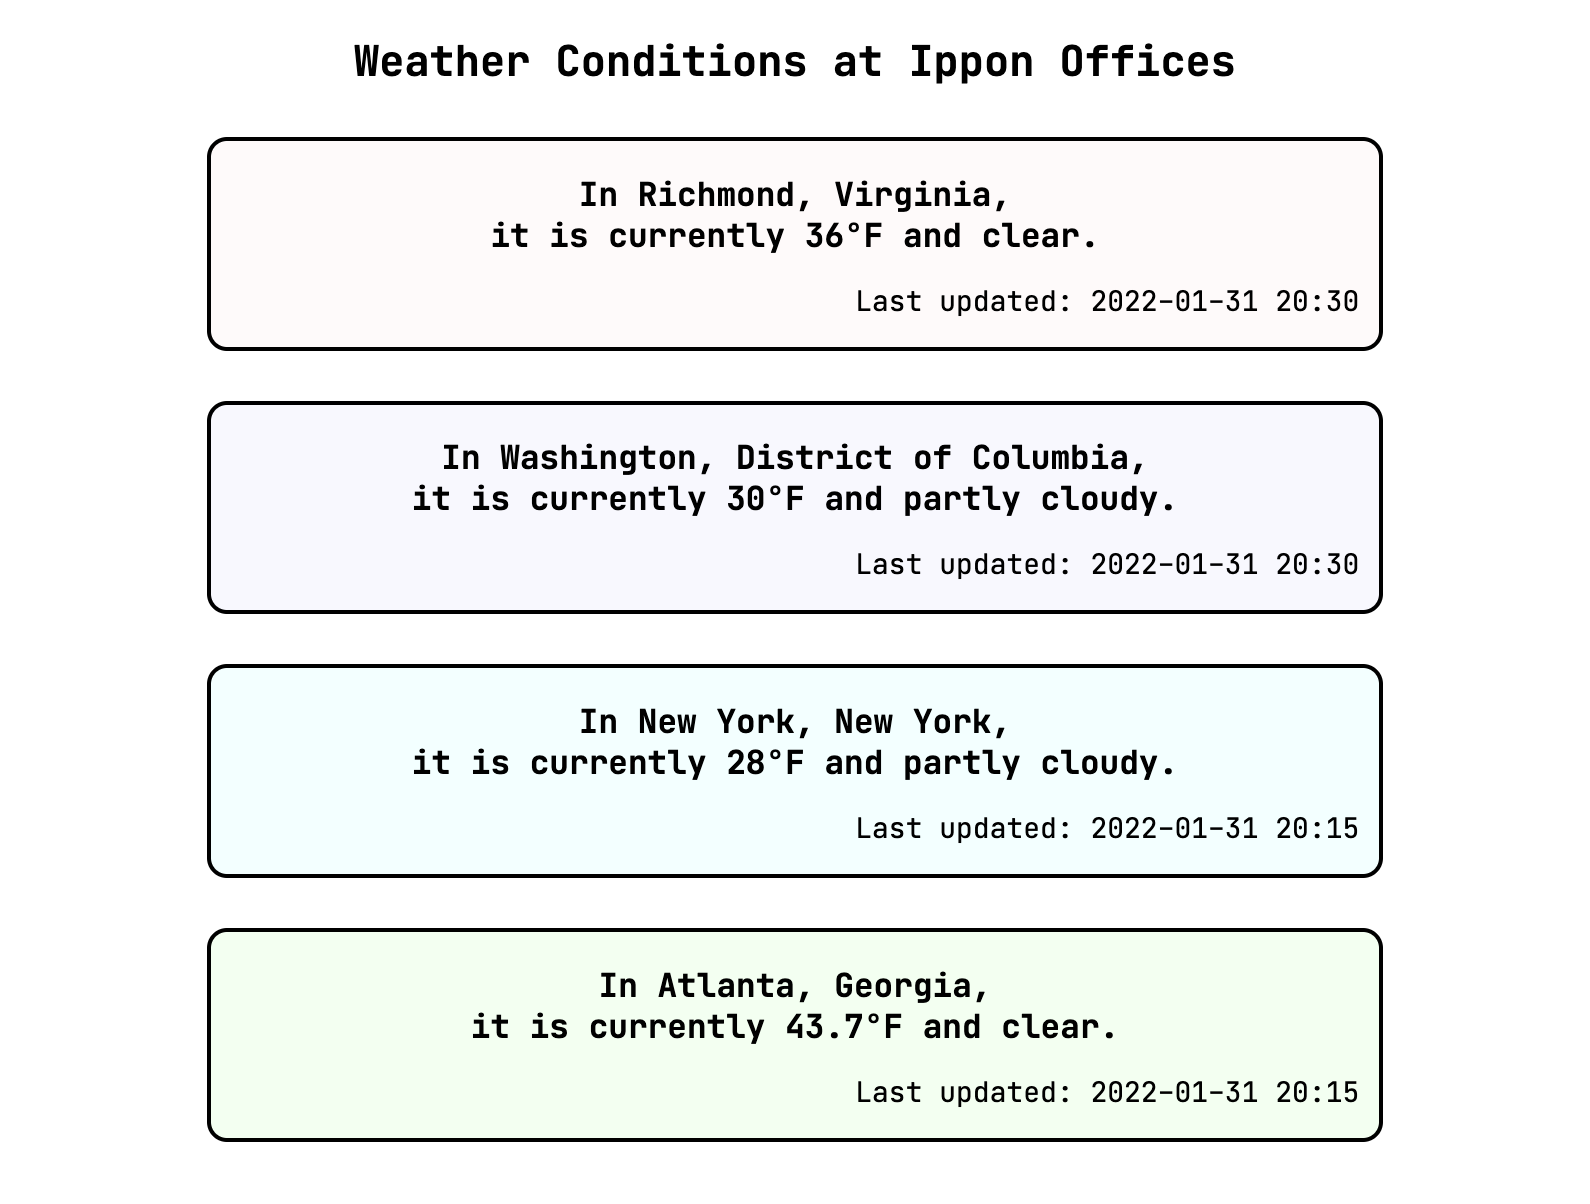 Weather Conditions at Ippon Offices
In Richmond, Virginia,
it is currently 36°F and clear.
Last updated: 2022-01-31 20:30
In Washington, District of Columbia,
it is currently 30°F and partly cloudy.
Last updated: 2022-01-31 20:30
In New York, New York,
it is currently 28°F and partly cloudy.
Last updated: 2022-01-31 20:15
In Atlanta, Georgia,
it is currently 43.7°F and clear.
Last updated: 2022-01-31 20:15